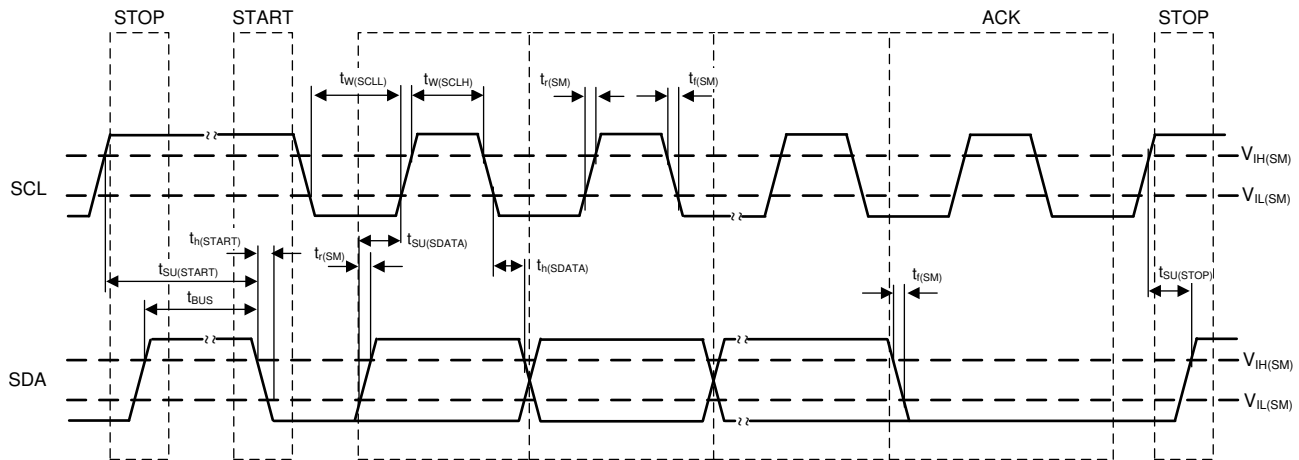 STOP START ACK STOP
tW(SCLL) tW(SCLH) tr(SM) tf(SM)
VIH(SM)
SCL
VIL(SM)
th(START) tr(SM) tSU(SDATA)
th(SDATA)
tSU(START) tf(SM) tSU(STOP)
tBUS
VIH(SM)
SDA
VIL(SM)